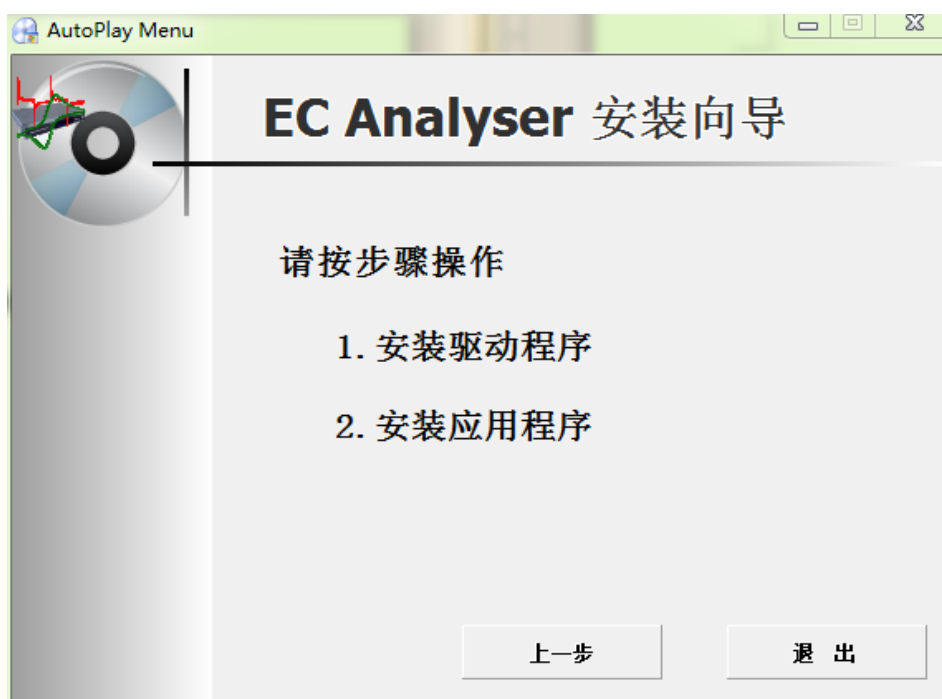 AutoPlay Menu
EC Analyser 安装向导
请按步骤操作
1. 安装驱动程序
2. 安装应用程序
上一步
退 出